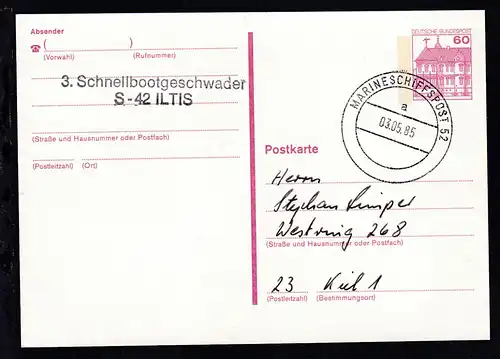 Absender
☎ ( )
(Vorwahl) (Rufnummer)
3. Schnellbootgeschwader
S-42 ILTIS
(Straße und Hausnummer oder Postfach)
(Postleitzahl) (Ort)
DEUTSCHE BUNDESPOST
60
MARINESCHIFFSPOST 52
a
03.05.85
Postkarte
Herrn
Stephan
Westring 268
(Straße und Hausnummer oder Postfach)
23 Kiel 1
(Postleitzahl) (Bestimmungsort)